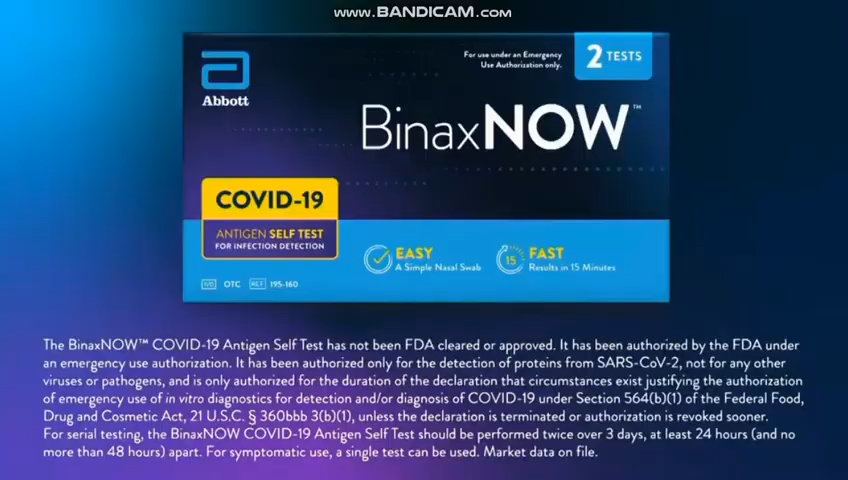 www.BANDICAM.com
For use under an Emergency
Use Authorization only.
2 TESTS
Abbott
BinaxNOW™
COVID-19
ANTIGEN SELF TEST
FOR INFECTION DETECTION
EASY
A Simple Nasal Swab
15
FAST
Results in 15 Minutes
IVD OTC REF 195-160
The BinaxNOW™ COVID-19 Antigen Self Test has not been FDA cleared or approved. It has been authorized by the FDA under
an emergency use authorization. It has been authorized only for the detection of proteins from SARS-CoV-2, not for any other
viruses or pathogens, and is only authorized for the duration of the declaration that circumstances exist justifying the authorization
of emergency use of in vitro diagnostics for detection and/or diagnosis of COVID-19 under Section 564(b)(1) of the Federal Food,
Drug and Cosmetic Act, 21 U.S.C. § 360bbb 3(b)(1), unless the declaration is terminated or authorization is revoked sooner.
For serial testing, the BinaxNOW COVID-19 Antigen Self Test should be performed twice over 3 days, at least 24 hours (and no
more than 48 hours) apart. For symptomatic use, a single test can be used. Market data on file.